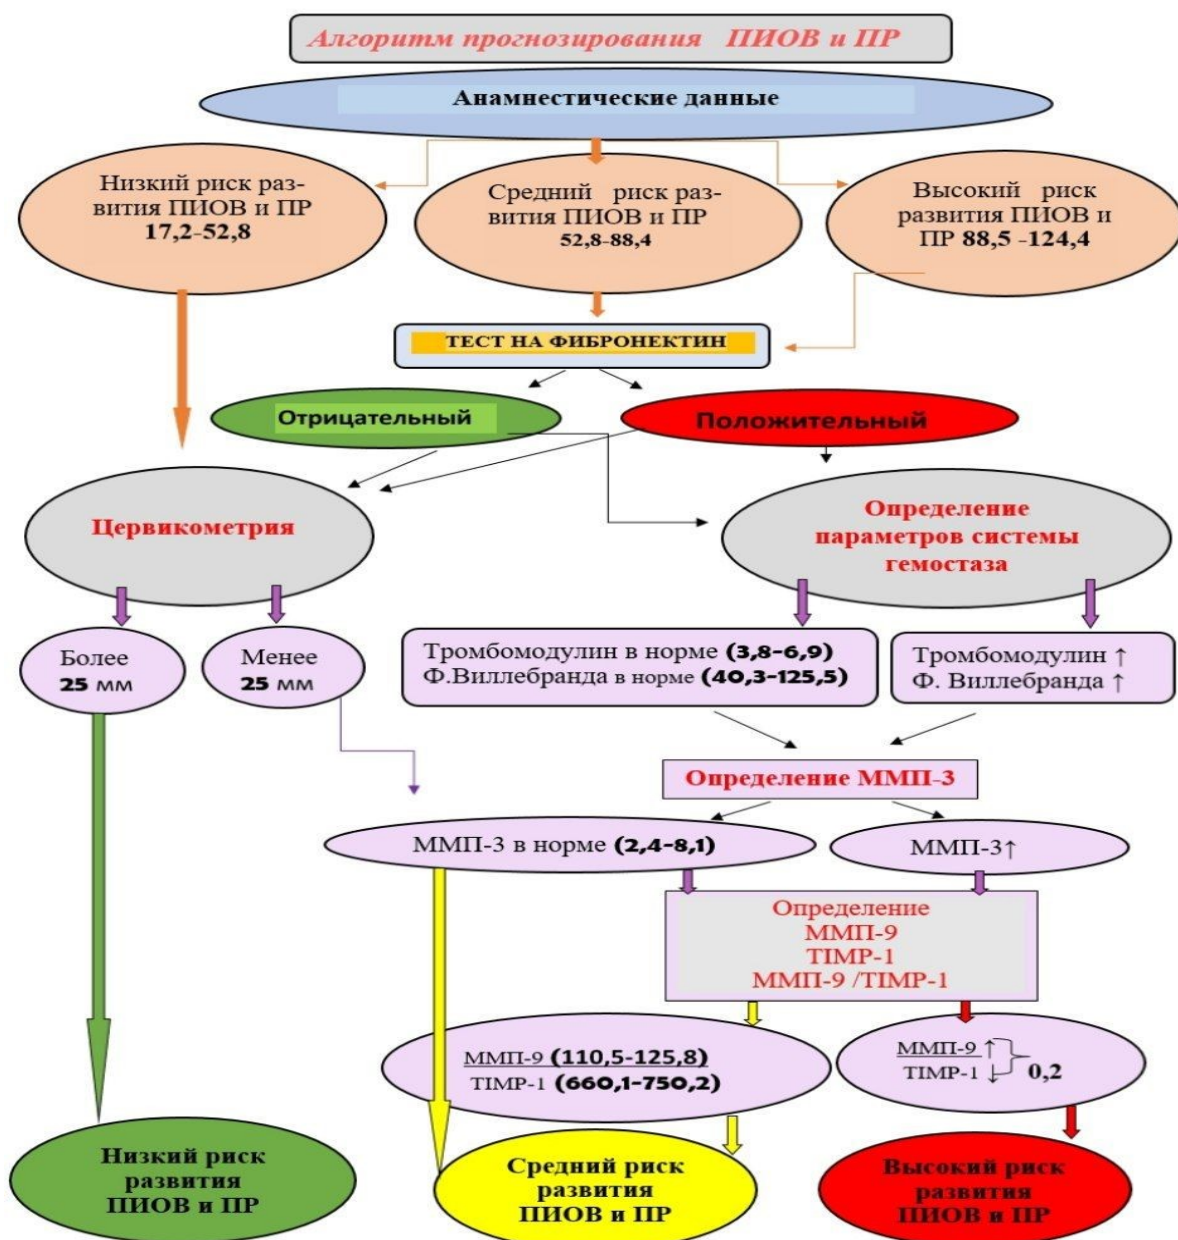 Алгоритм прогнозирования ПИОВ и ПР
Анамнестические данные
Низкий риск раз-
вития ПИОВ и ПР
17,2-52,8
Средний риск раз-
вития ПИОВ и ПР
52,8-88,4
Высокий риск
развития ПИОВ и
ПР 88,5 -124,4
ТЕСТ НА ФИБРОНЕКТИН
Отрицательный
Положительный
Цервикометрия
Определение
параметров системы
гемостаза
Более
25 мм
Менее
25 мм
Тромбомодулин в норме (3,8-6,9)
Ф.Виллебранда в норме (40,3-125,5)
Тромбомодулин ↑
Ф. Виллебранда ↑
Определение ММП-3
ММП-3 в норме (2,4-8,1)
ММП-3↑
Определение
ММП-9
TIMP-1
ММП-9 /TIMP-1
ММП-9 (110,5-125,8)
TIMP-1 (660,1-750,2)
ММП-9 ↑
TIMP-1 ↓
0,2
Низкий риск
развития
ПИОВ и ПР
Средний риск
развития
ПИОВ и ПР
Высокий риск
развития
ПИОВ и ПР